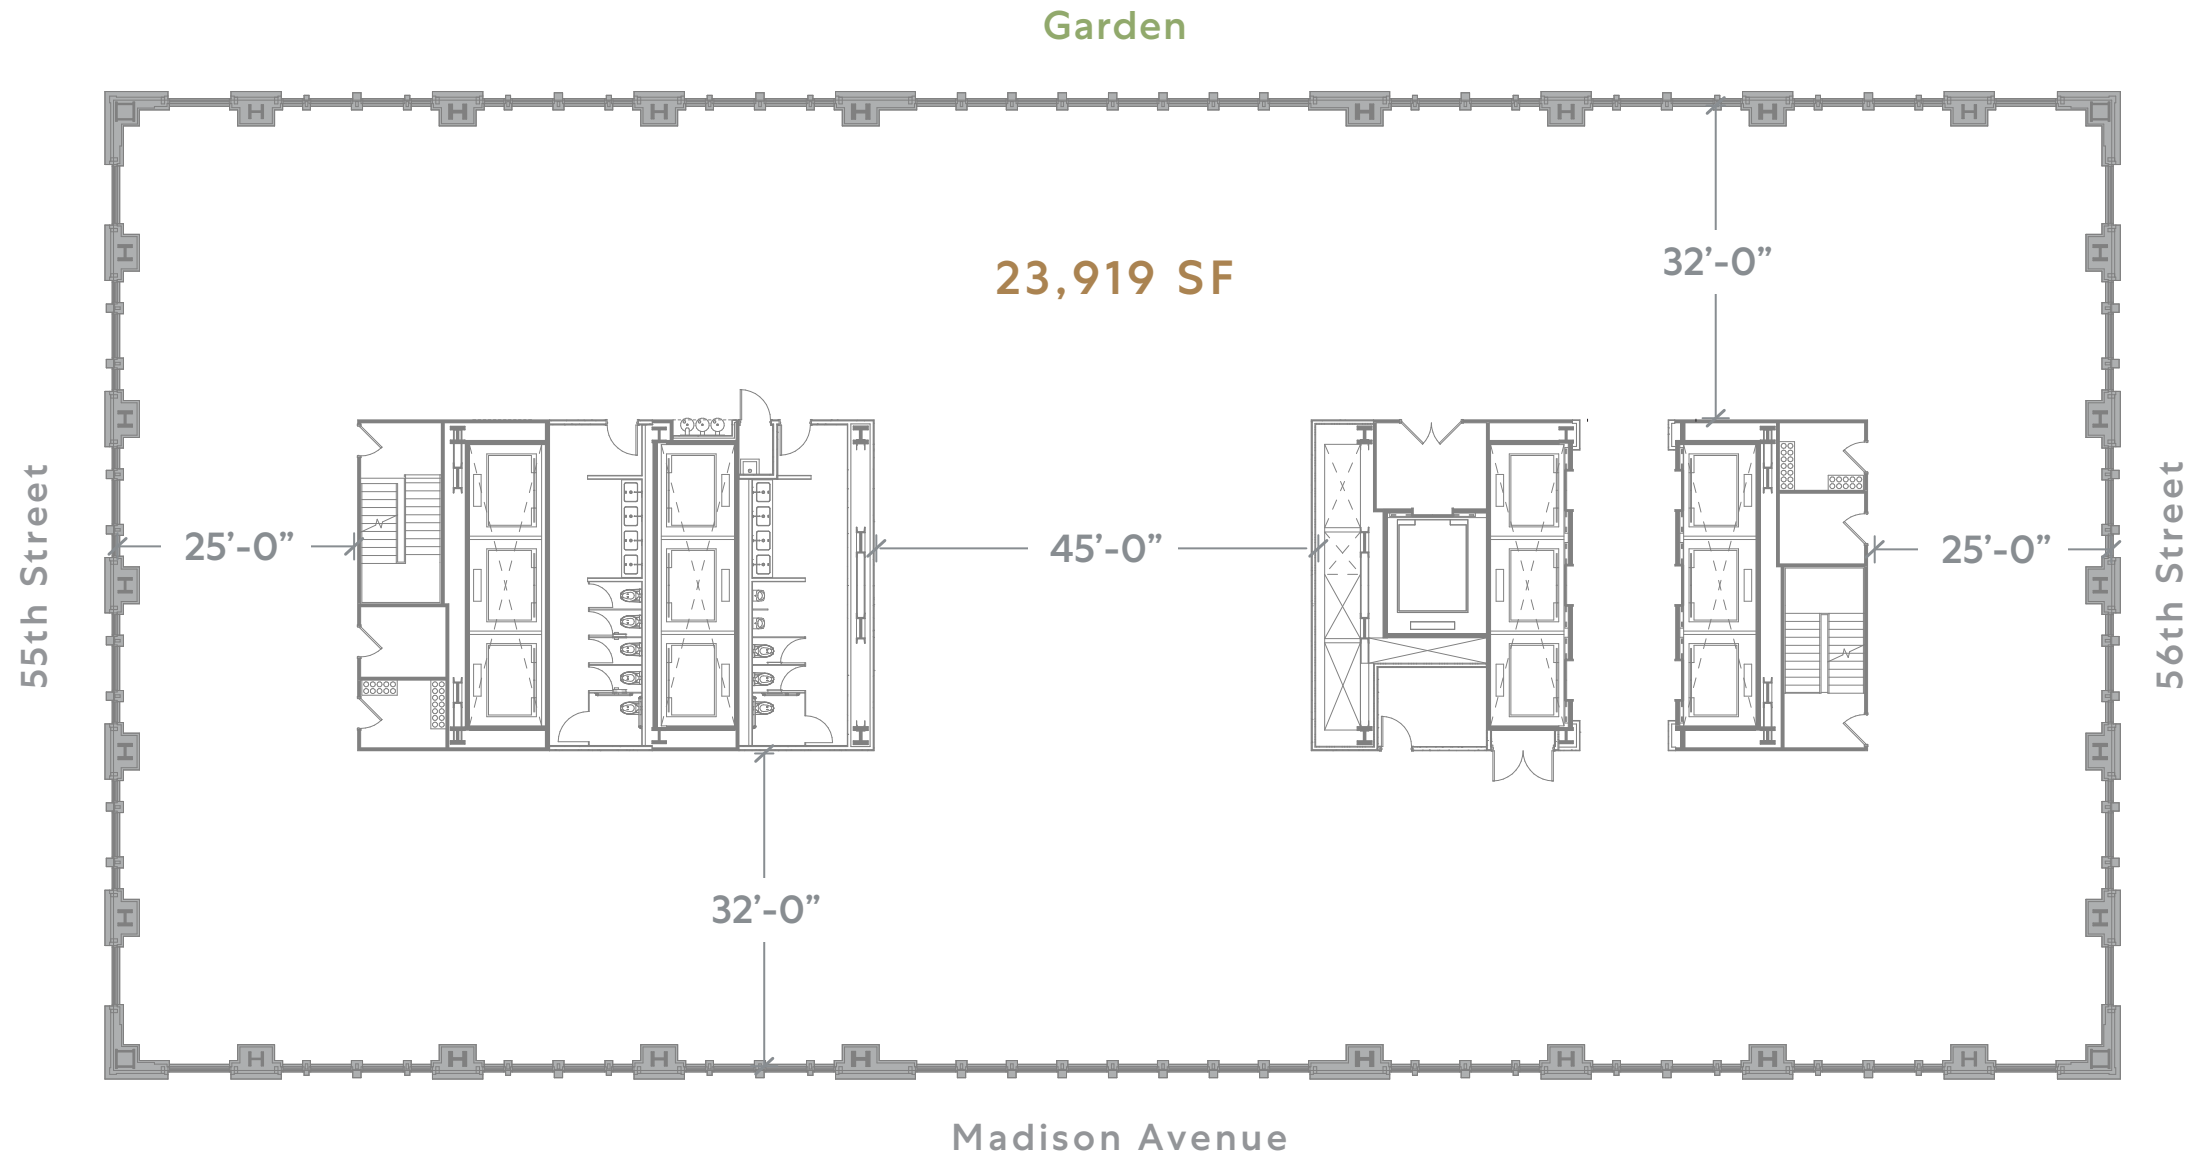 Garden
23,919 SF
32’-0”
55th Street
25’-0”
45’-0”
25’-0”
56th Street
32’-0”
Madison Avenue